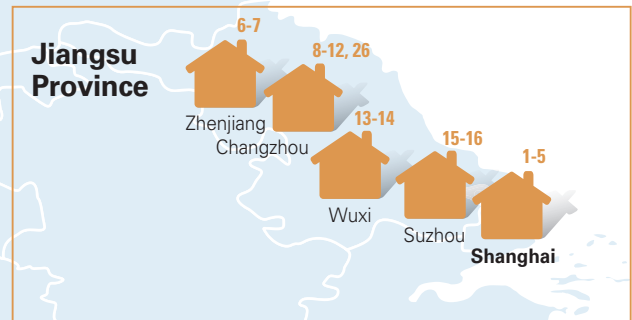 Jiangsu
Province
6-7
8-12, 26
Zhenjiang
Changzhou
13-14
Wuxi
15-16
Suzhou
1-5
Shanghai